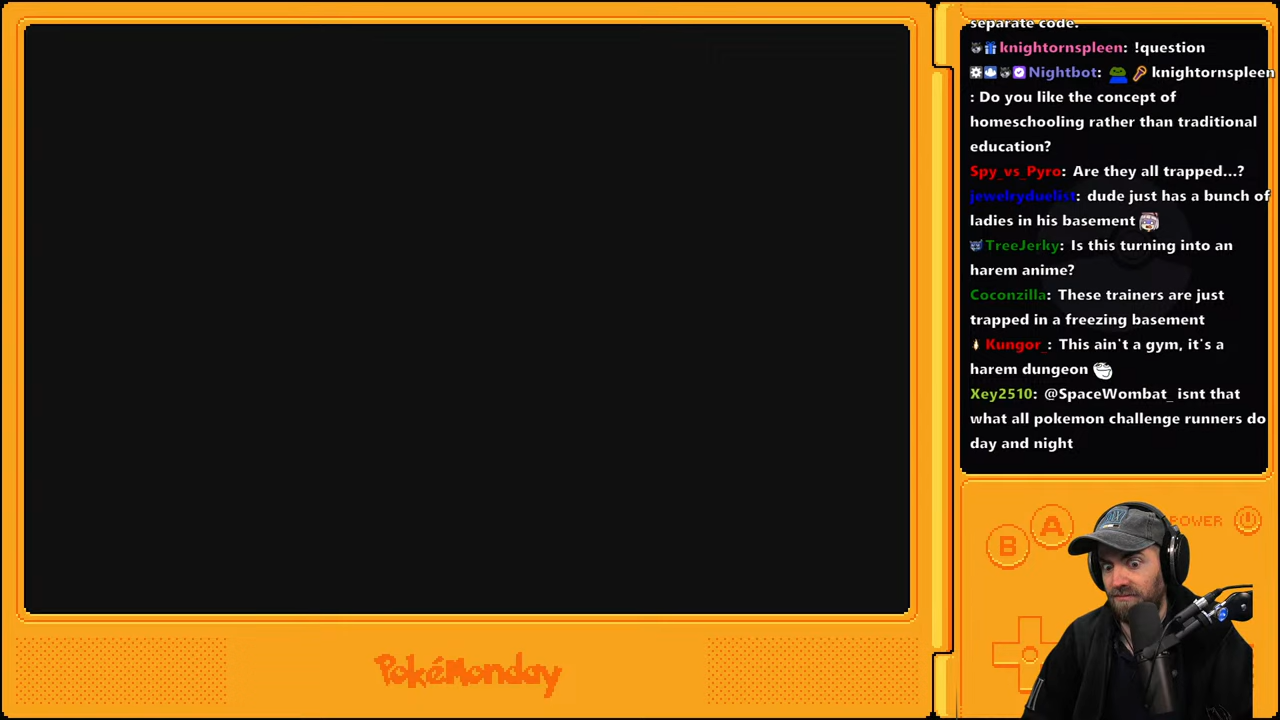 separate code.
knightornspleen: !question
Nightbot: knightornspleen
: Do you like the concept of
homeschooling rather than traditional
education?
Spy_vs_Pyro: Are they all trapped...?
jewelryduelist: dude just has a bunch of
ladies in his basement
TreeJerky: Is this turning into an
harem anime?
Coconzilla: These trainers are just
trapped in a freezing basement
Kungor_: This ain't a gym, it's a
harem dungeon
Xey2510: @SpaceWombat_ isnt that
what all pokemon challenge runners do
day and night
POWER
A
B
PokéMonday